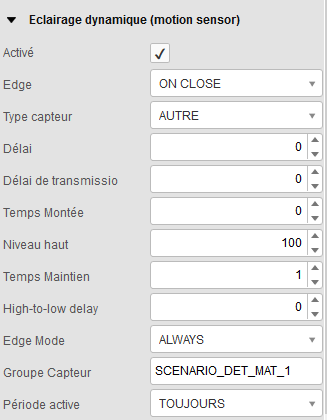 Eclairage dynamique (motion sensor)
Activé
Edge ON CLOSE
Type capteur AUTRE
Délai 0
Délai de transmissio 0
Temps Montée 0
Niveau haut 100
Temps Maintien 1
High-to-low delay 0
Edge Mode ALWAYS
Groupe Capteur SCENARIO_DET_MAT_1
Période active TOUJOURS